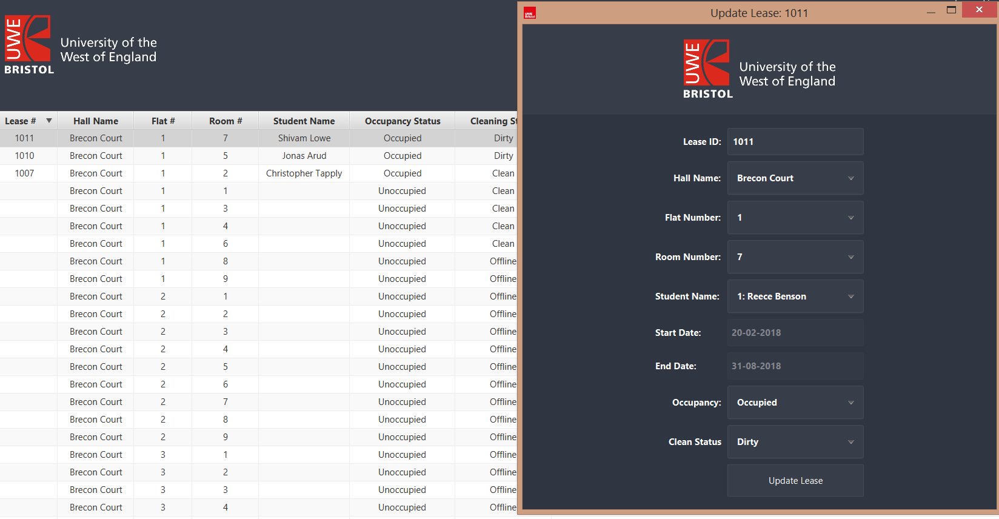 UWE
BRISTOL
University of the
West of England
Lease # Hall Name Flat # Room # Student Name Occupancy Status Cleaning St
1011 Brecon Court 1 7 Shivam Lowe Occupied Dirty
1010 Brecon Court 1 5 Jonas Arud Occupied Dirty
1007 Brecon Court 1 2 Christopher Tapply Occupied Clean
Brecon Court 1 1 Unoccupied Clean
Brecon Court 1 3 Unoccupied Clean
Brecon Court 1 4 Unoccupied Clean
Brecon Court 1 6 Unoccupied Clean
Brecon Court 1 8 Unoccupied Offline
Brecon Court 1 9 Unoccupied Offline
Brecon Court 2 1 Unoccupied Offline
Brecon Court 2 2 Unoccupied Offline
Brecon Court 2 3 Unoccupied Offline
Brecon Court 2 4 Unoccupied Offline
Brecon Court 2 5 Unoccupied Offline
Brecon Court 2 6 Unoccupied Offline
Brecon Court 2 7 Unoccupied Offline
Brecon Court 2 8 Unoccupied Offline
Brecon Court 2 9 Unoccupied Offline
Brecon Court 3 1 Unoccupied Offline
Brecon Court 3 2 Unoccupied Offline
Brecon Court 3 3 Unoccupied Offline
Brecon Court 3 4 Unoccupied Offline
UWE
Bristol
Update Lease: 1011
UWE
BRISTOL
University of the
West of England
Lease ID: 1011
Hall Name: Brecon Court
Flat Number: 1
Room Number: 7
Student Name: 1: Reece Benson
Start Date: 20-02-2018
End Date: 31-08-2018
Occupancy: Occupied
Clean Status Dirty
Update Lease